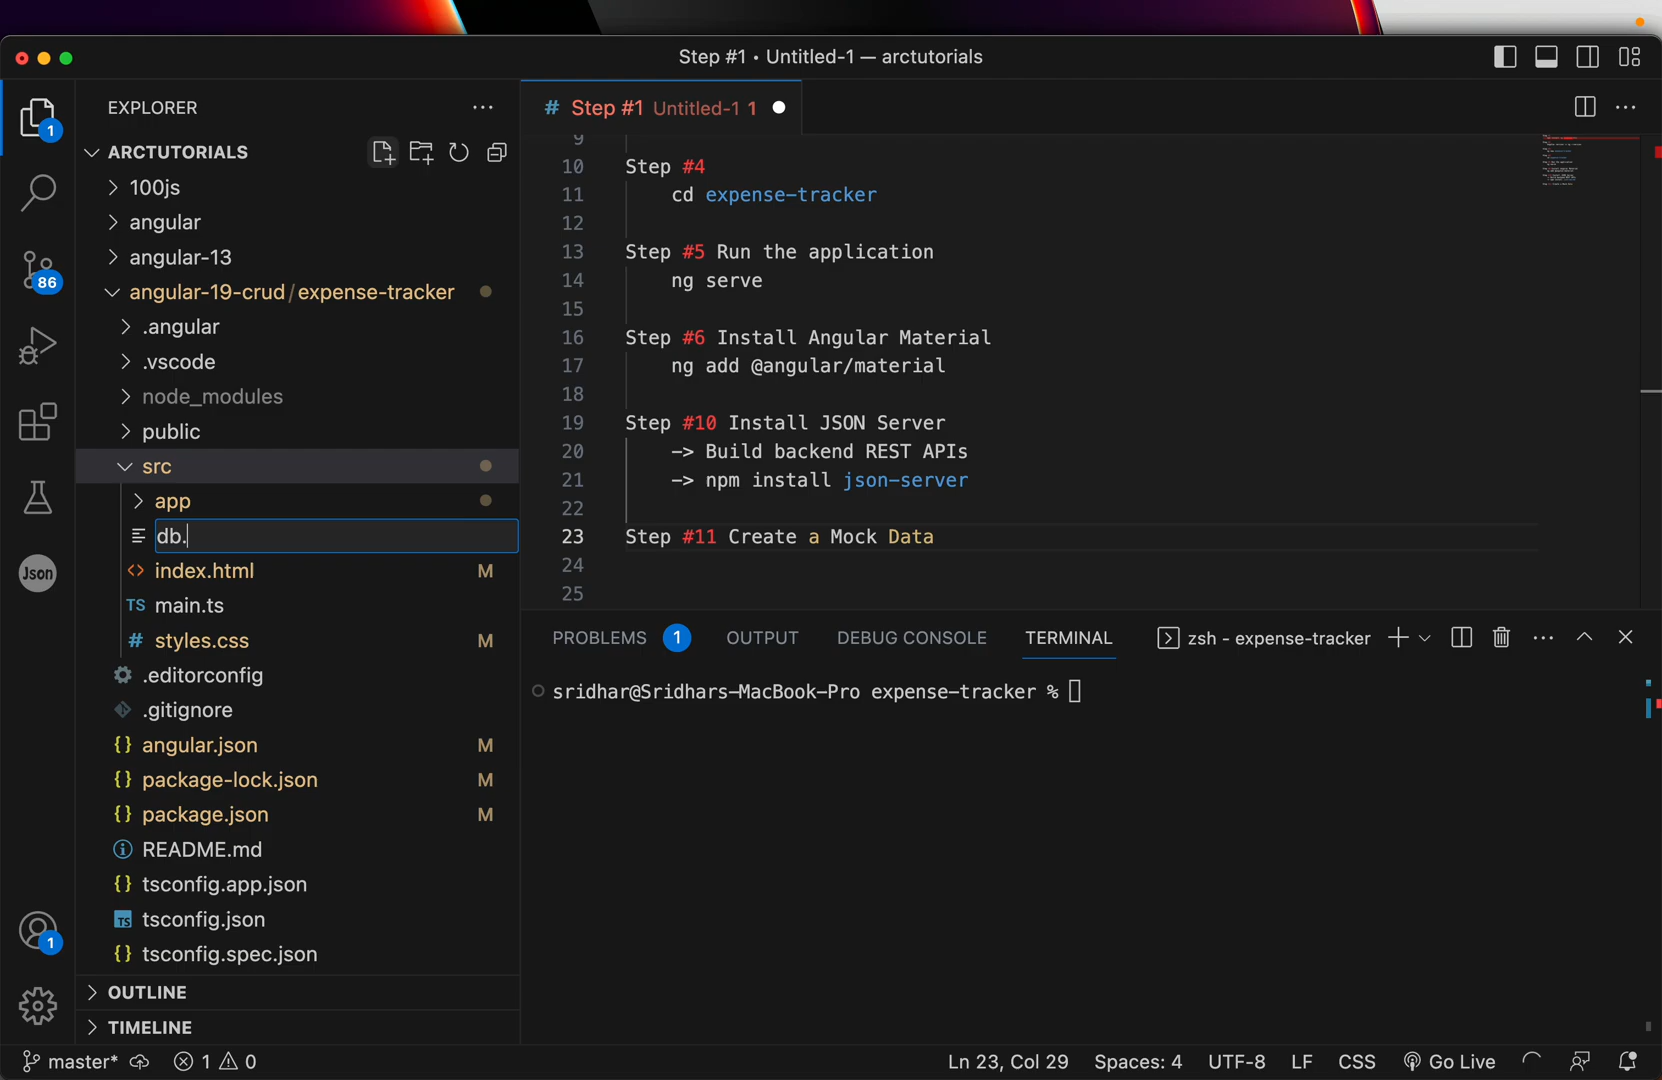 Step #1 • Untitled-1 — arctutorials
EXPLORER
ARCTUTORIALS
100js
angular
angular-13
angular-19-crud / expense-tracker
.angular
.vscode
node_modules
public
src
app
db.
index.html M
main.ts
styles.css M
.editorconfig
.gitignore
angular.json M
package-lock.json M
package.json M
README.md
tsconfig.app.json
tsconfig.json
tsconfig.spec.json
OUTLINE
TIMELINE
1
86
Json
1
# Step #1 Untitled-1 1
9
10 Step #4
11 cd expense-tracker
12
13 Step #5 Run the application
14 ng serve
15
16 Step #6 Install Angular Material
17 ng add @angular/material
18
19 Step #10 Install JSON Server
20 -> Build backend REST APIs
21 -> npm install json-server
22
23 Step #11 Create a Mock Data
24
25
PROBLEMS 1 OUTPUT DEBUG CONSOLE TERMINAL zsh - expense-tracker
sridhar@Sridhars-MacBook-Pro expense-tracker %
master* 1 0 Ln 23, Col 29 Spaces: 4 UTF-8 LF CSS Go Live